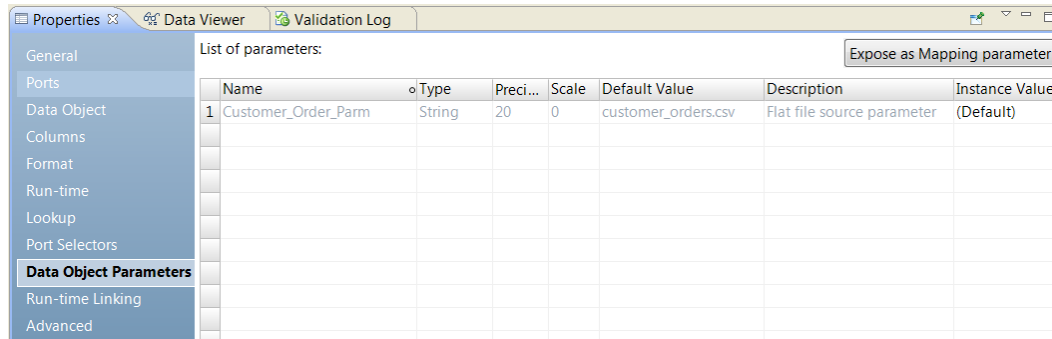 Properties Data Viewer Validation Log
General
Ports
Data Object
Columns
Format
Run-time
Lookup
Port Selectors
Data Object Parameters
Run-time Linking
Advanced
List of parameters:
Expose as Mapping parameter
Name Type Preci... Scale Default Value Description Instance Value
1 Customer_Order_Parm String 20 0 customer_orders.csv Flat file source parameter (Default)